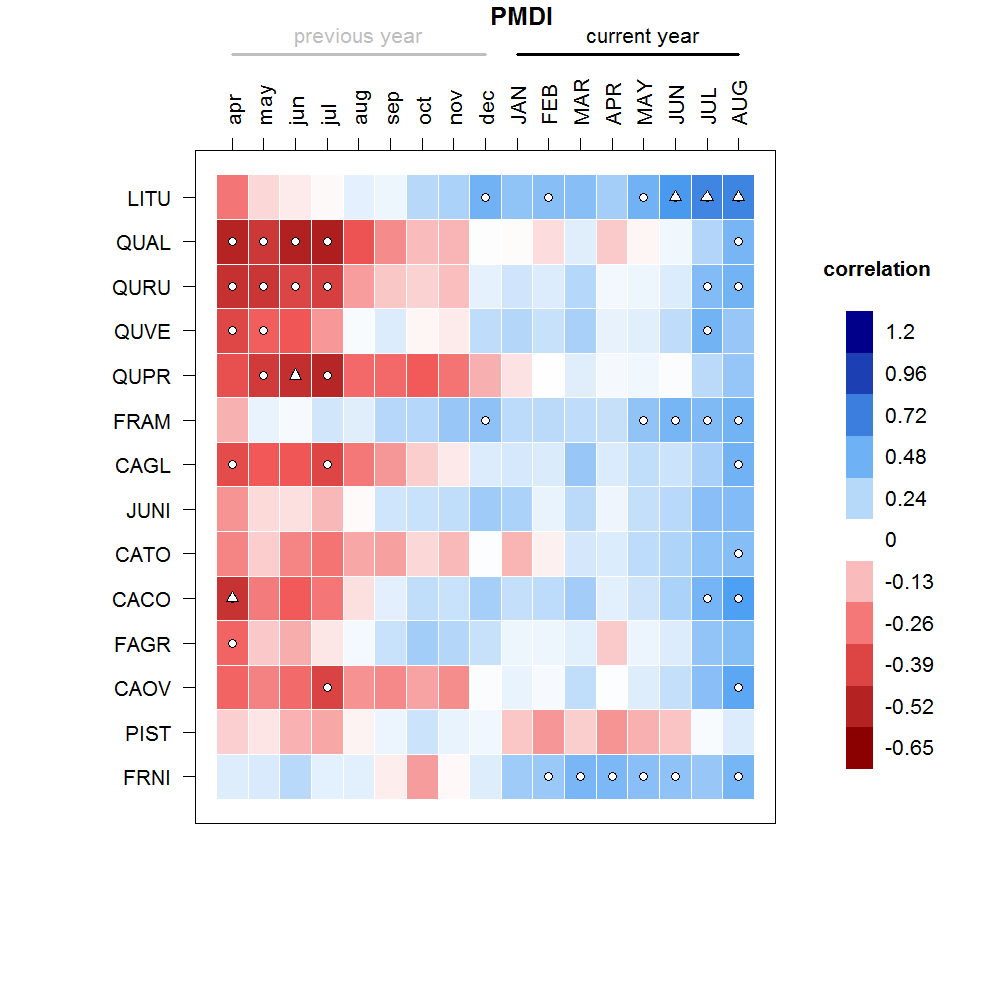 PMDI
previous year current year
apr may jun jul aug sep oct nov dec JAN FEB MAR APR MAY JUN JUL AUG
LITU
QUAL
QURU
QUVE
QUPR
FRAM
CAGL
JUNI
CATO
CACO
FAGR
CAOV
PIST
FRNI
correlation
1.2
0.96
0.72
0.48
0.24
0
-0.13
-0.26
-0.39
-0.52
-0.65